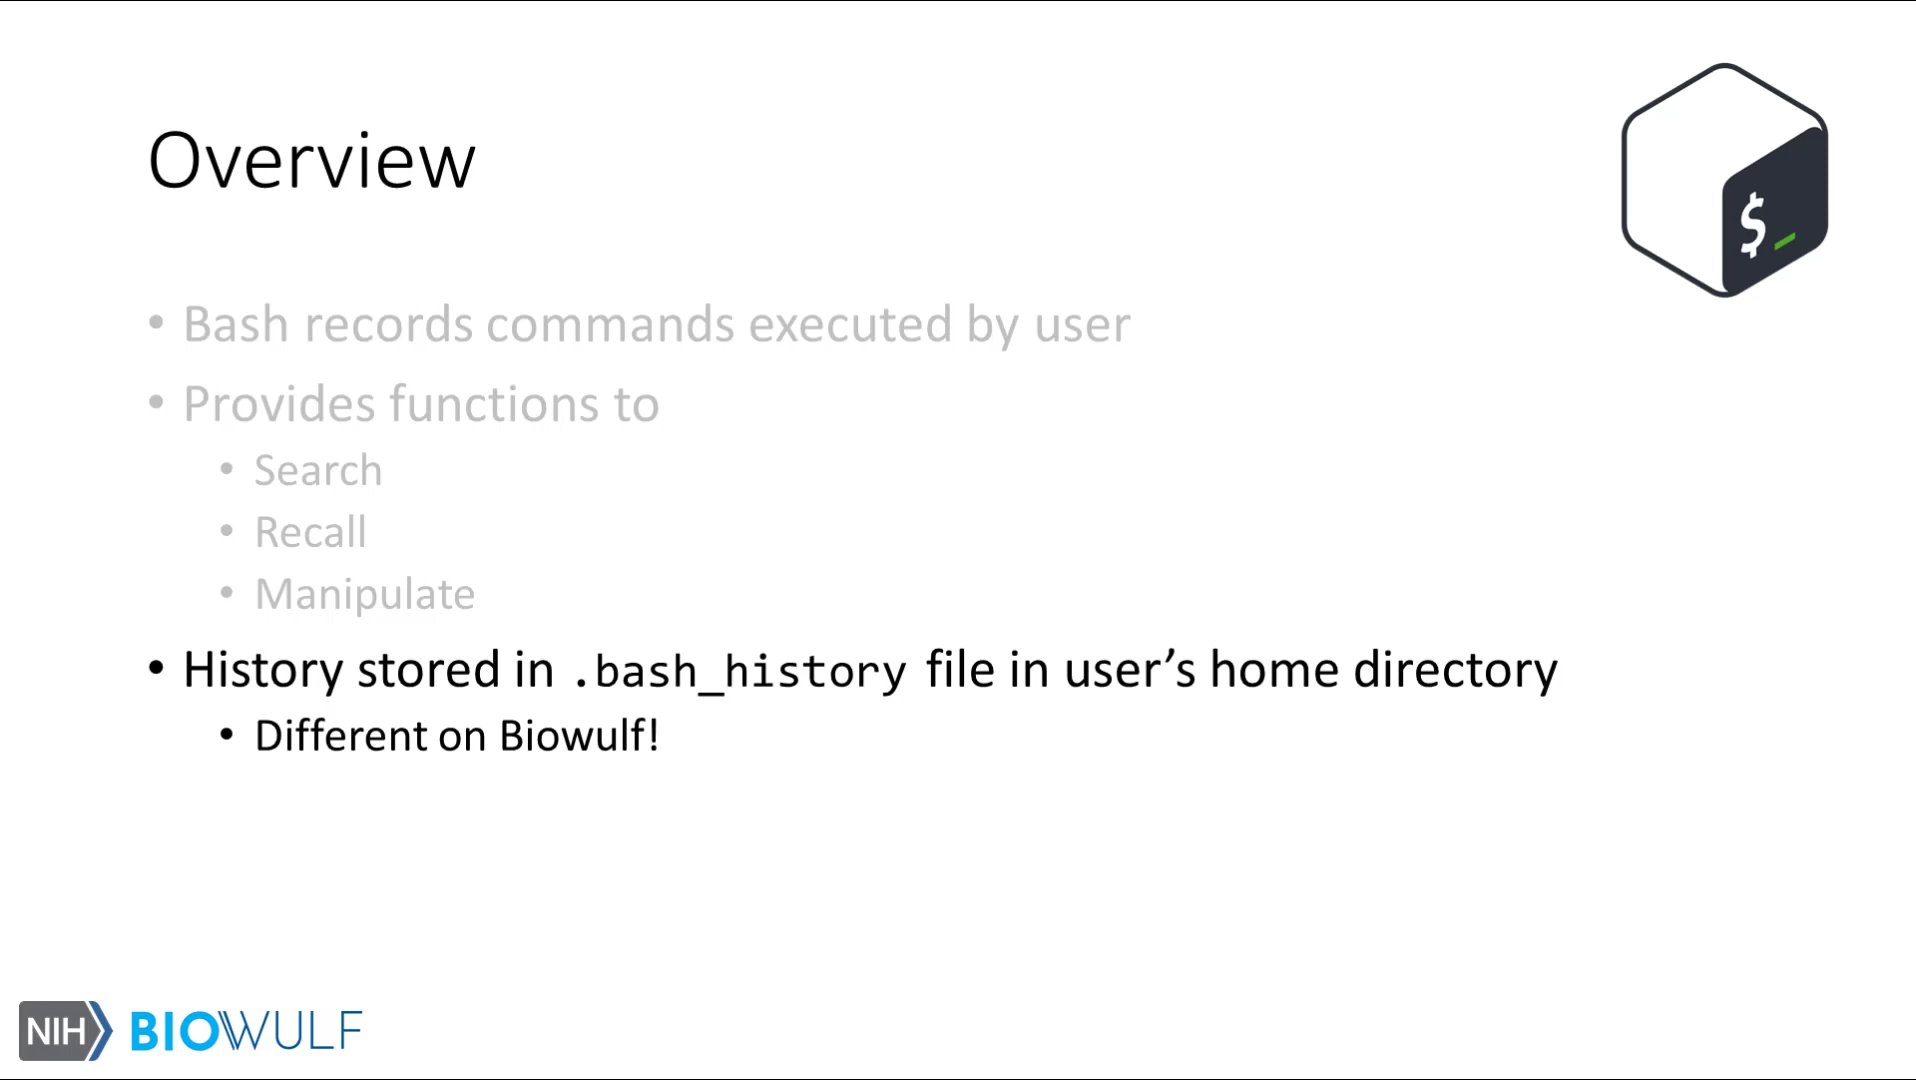 Overview
$_
• Bash records commands executed by user
• Provides functions to
• Search
• Recall
• Manipulate
• History stored in .bash_history file in user’s home directory
• Different on Biowulf!
NIH BIOWULF